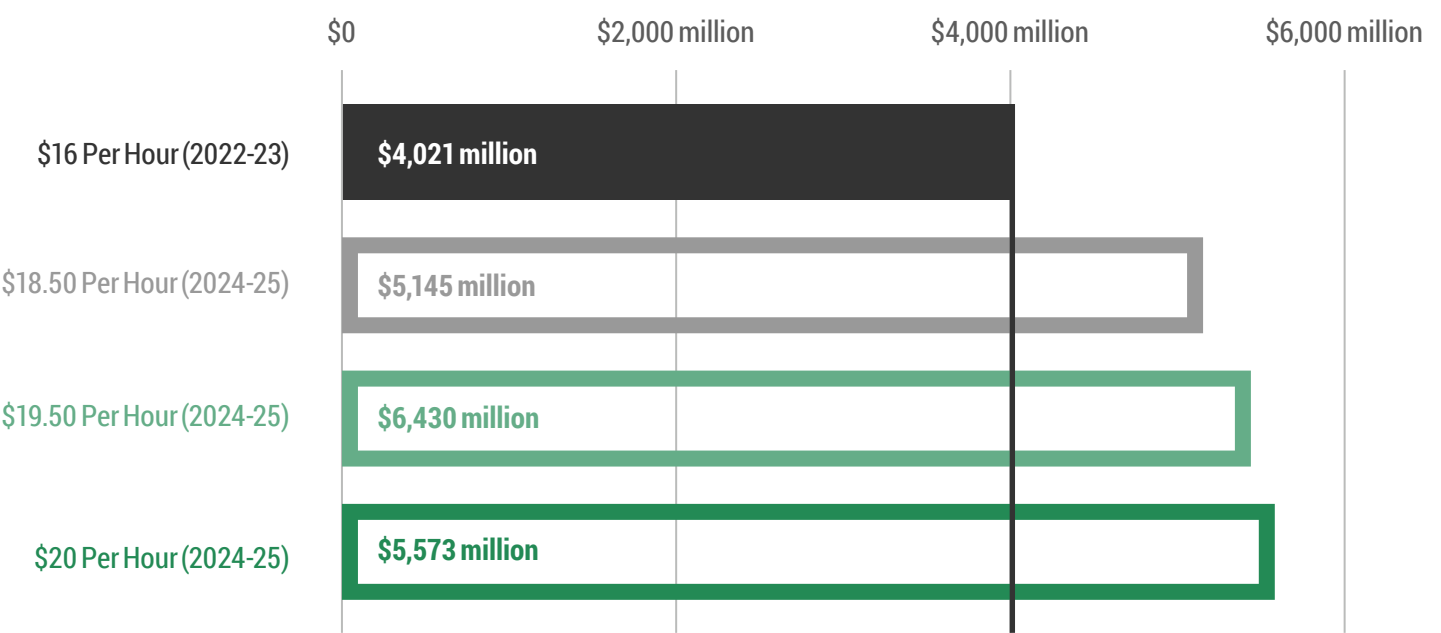 $0 $2,000 million $4,000 million $6,000 million
$16 Per Hour (2022-23) $4,021 million
$18.50 Per Hour (2024-25) $5,145 million
$19.50 Per Hour (2024-25) $6,430 million
$20 Per Hour (2024-25) $5,573 million